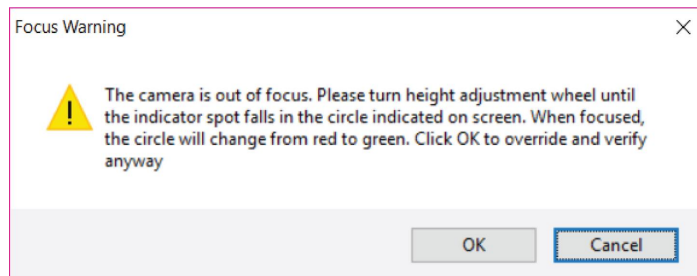 Focus Warning
The camera is out of focus. Please turn height adjustment wheel until
the indicator spot falls in the circle indicated on screen. When focused,
the circle will change from red to green. Click OK to override and verify
anyway
OK
Cancel